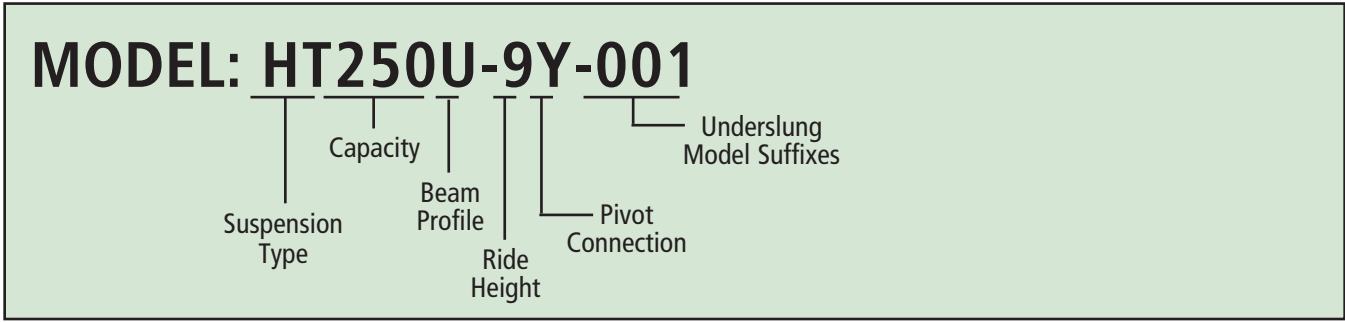 MODEL: HT250U-9Y-001
Underslung
Model Suffixes
Capacity
Beam
Profile
Pivot
Connection
Suspension
Type
Ride
Height